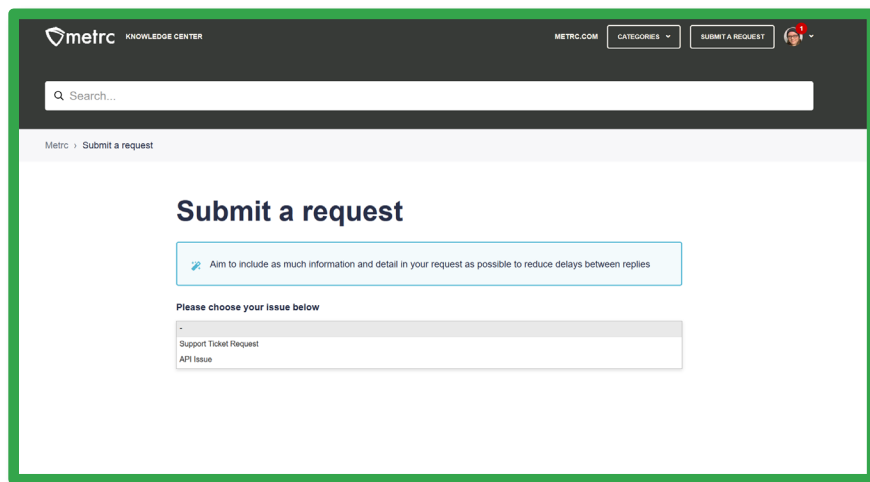 metrc KNOWLEDGE CENTER METRC.COM CATEGORIES SUBMIT A REQUEST 1
Search...
Metrc › Submit a request
Submit a request
Aim to include as much information and detail in your request as possible to reduce delays between replies
Please choose your issue below
-
Support Ticket Request
API Issue